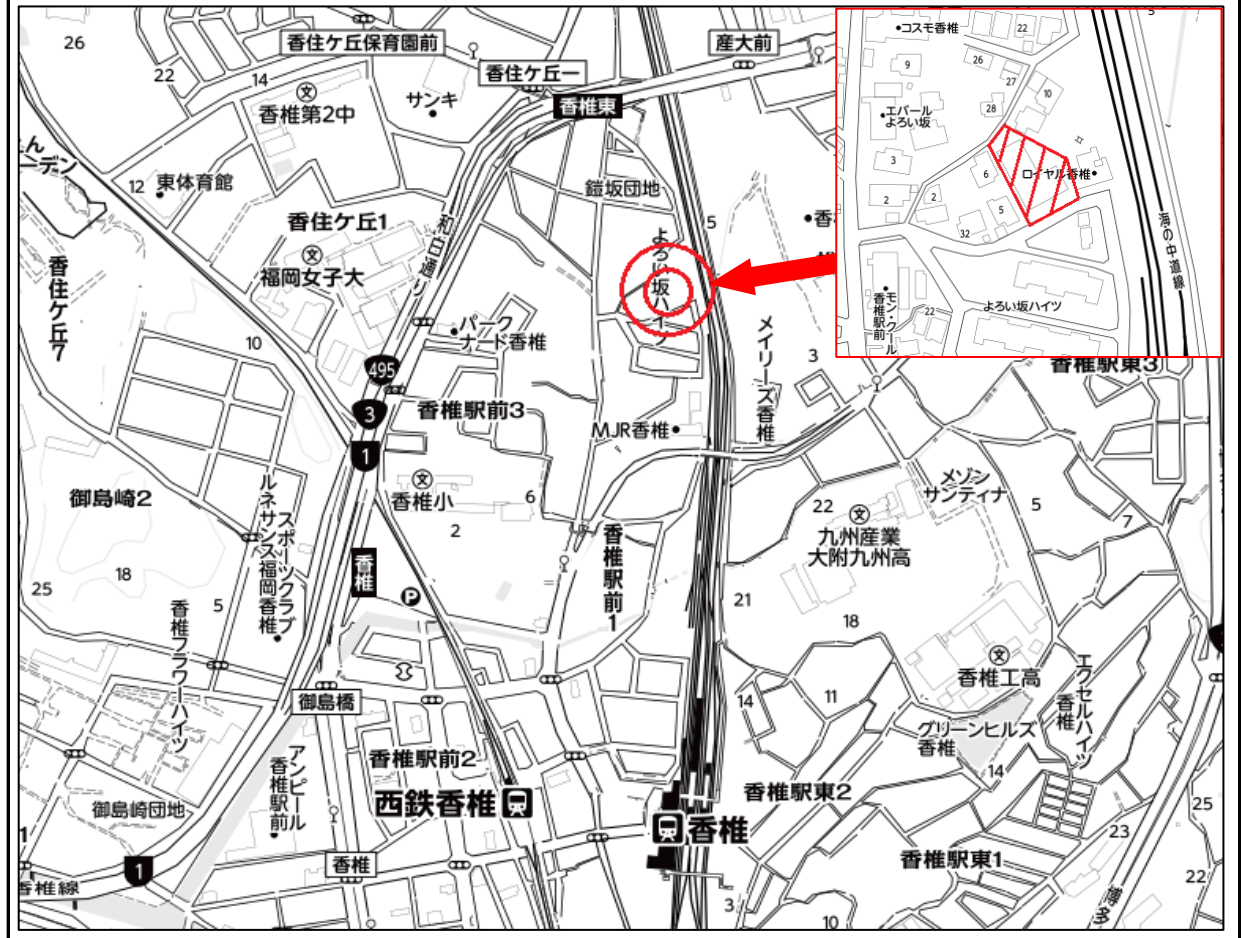 26
22
14
香住ケ丘保育園前
香住ケ丘一
産大前
香椎第2中
サンキ
香椎東
12
東体育館
鎧坂団地
5
香住ケ丘1
和白通り
福岡女子大
よろい坂ハイツ
香住ケ丘7
10
パーク
ナード香椎
メイリーズ香椎
3
香椎駅東3
495
3
1
香椎駅前3
MJR香椎
香椎小
6
2
御島崎2
18
25
5
ルネサンス福岡香椎
スポーツクラブ
香椎
P
香椎駅前1
22
九州産業
大附九州高
メゾン
サンティナ
5
7
21
18
香椎フラワーハイツ
御島橋
香椎工高
エクセルハイツ
香椎
14
11
グリーンヒルズ
香椎
14
香椎駅前2
アンピール
香椎駅前
西鉄香椎
香椎
香椎駅東2
御島崎団地
1
香椎
香椎駅東1
25
23
22
香椎線
3
10
博多
コスモ香椎
22
9
26
27
10
28
エバール
よろい坂
3
6
ロイヤル香椎
2
2
5
32
海の中道線
モン・クール
香椎駅前
22
よろい坂ハイツ